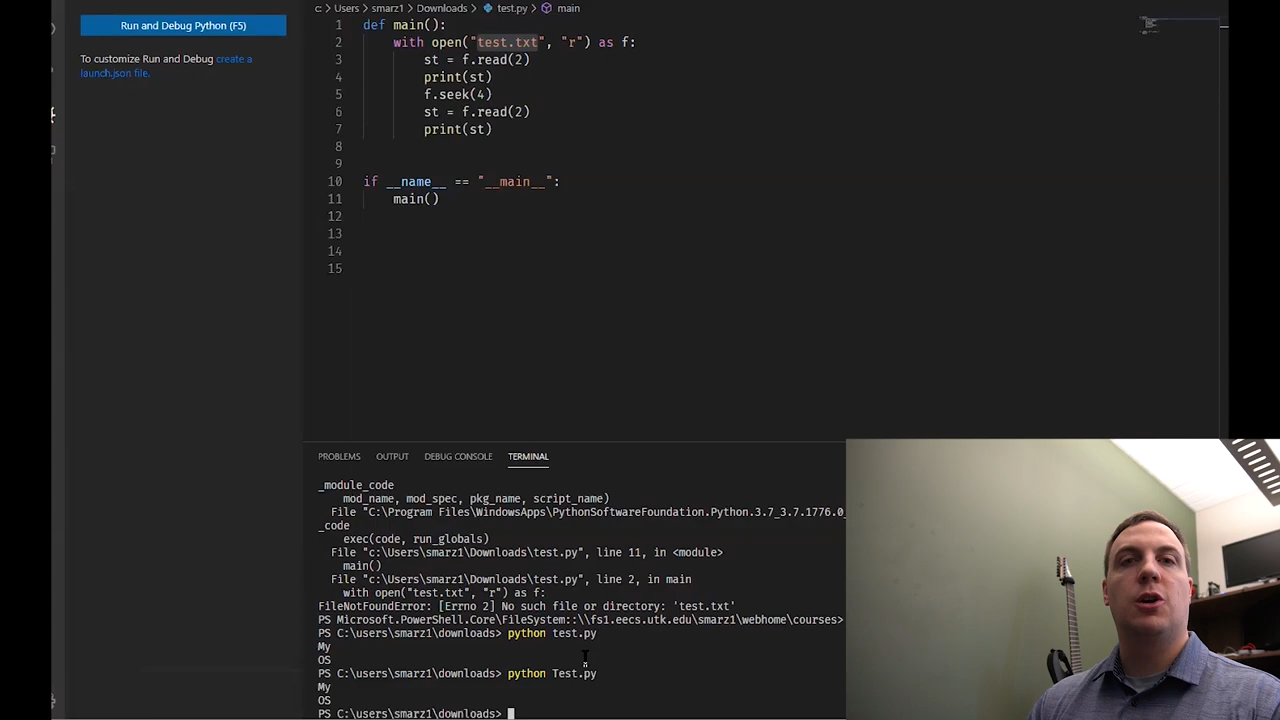 Run and Debug Python (F5)
To customize Run and Debug create a
launch.json file.
c: > Users > smarz1 > Downloads > test.py > main
1 def main():
2 with open("test.txt", "r") as f:
3 st = f.read(2)
4 print(st)
5 f.seek(4)
6 st = f.read(2)
7 print(st)
8
9
10 if __name__ == "__main__":
11 main()
12
13
14
15
PROBLEMS OUTPUT DEBUG CONSOLE TERMINAL
_module_code
mod_name, mod_spec, pkg_name, script_name)
File "C:\Program Files\WindowsApps\PythonSoftwareFoundation.Python.3.7_3.7.1776.0_
_code
exec(code, run_globals)
File "c:\Users\smarz1\Downloads\test.py", line 11, in <module>
main()
File "c:\Users\smarz1\Downloads\test.py", line 2, in main
with open("test.txt", "r") as f:
FileNotFoundError: [Errno 2] No such file or directory: 'test.txt'
PS Microsoft.PowerShell.Core\FileSystem::\\fs1.eecs.utk.edu\smarz1\webhome\courses>
PS C:\users\smarz1\downloads> python test.py
My
OS
PS C:\users\smarz1\downloads> python Test.py
My
OS
PS C:\users\smarz1\downloads>